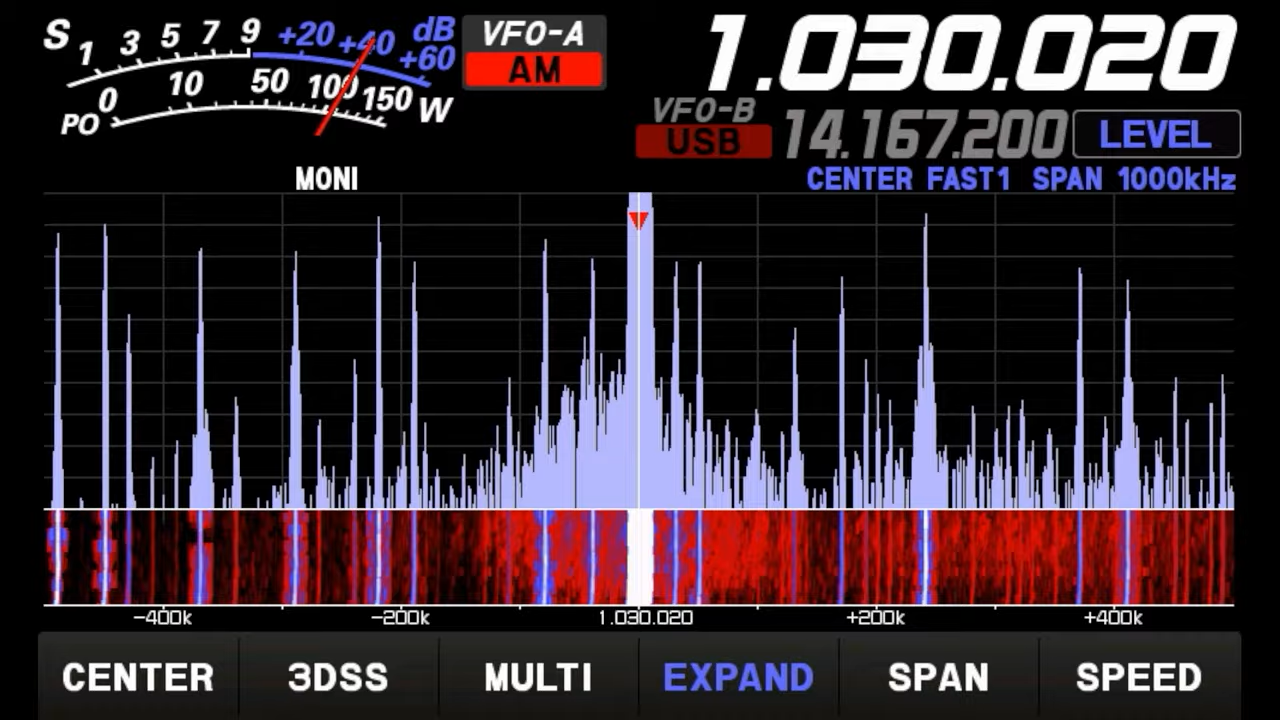 S 1 3 5 7 9 +20 +40 +60 dB
0 10 50 100 150 W
PO
VFO-A
AM
1.030.020
VFO-B
USB
14.167.200
LEVEL
MONI
CENTER FAST1 SPAN 1000kHz
-400k -200k 1.030.020 +200k +400k
CENTER 3DSS MULTI EXPAND SPAN SPEED